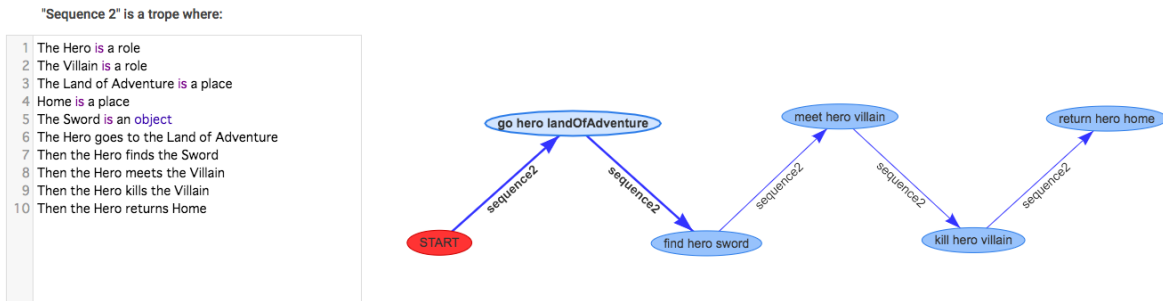 "Sequence 2" is a trope where:
1 The Hero is a role
2 The Villain is a role
3 The Land of Adventure is a place
4 Home is a place
5 The Sword is an object
6 The Hero goes to the Land of Adventure
7 Then the Hero finds the Sword
8 Then the Hero meets the Villain
9 Then the Hero kills the Villain
10 Then the Hero returns Home
START
sequence2
go hero landOfAdventure
sequence2
find hero sword
sequence2
meet hero villain
sequence2
kill hero villain
sequence2
return hero home